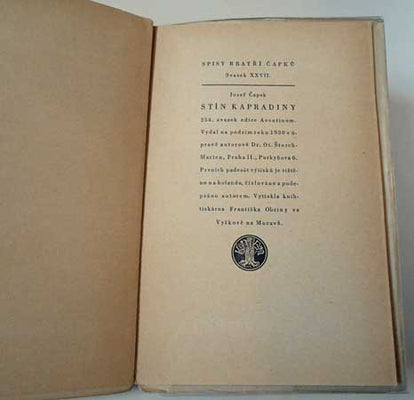 SPISY BRATŘÍ ČAPKŮ
Svazek XXVII.
Josef Čapek
STÍN KAPRADINY
254. svazek edice Aventinum.
Vydal na podzim roku 1930 v ú-
pravě autorově Dr. Ot. Štorch-
Marien, Praha II., Purkyňova 6.
Prvních padesát výtisků je tiště-
no na holandu, číslováno a pode-
psáno autorem. Vytiskla knih-
tiskárna Františka Obziny ve
Vyškově na Moravě.